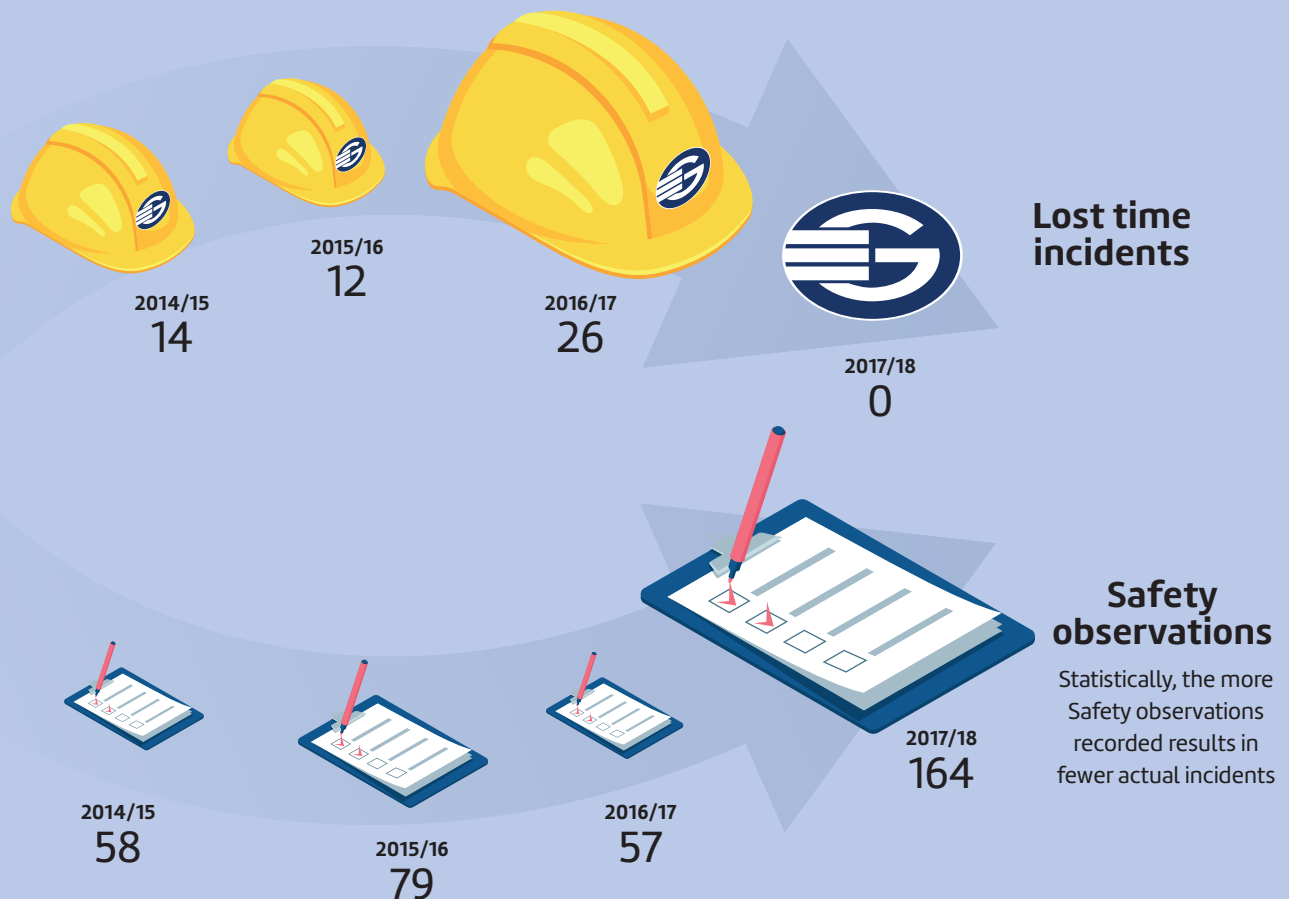 2014/15
14
2015/16
12
2016/17
26
2017/18
0
Lost time
incidents
2014/15
58
2015/16
79
2016/17
57
2017/18
164
Safety
observations
Statistically, the more
Safety observations
recorded results in
fewer actual incidents